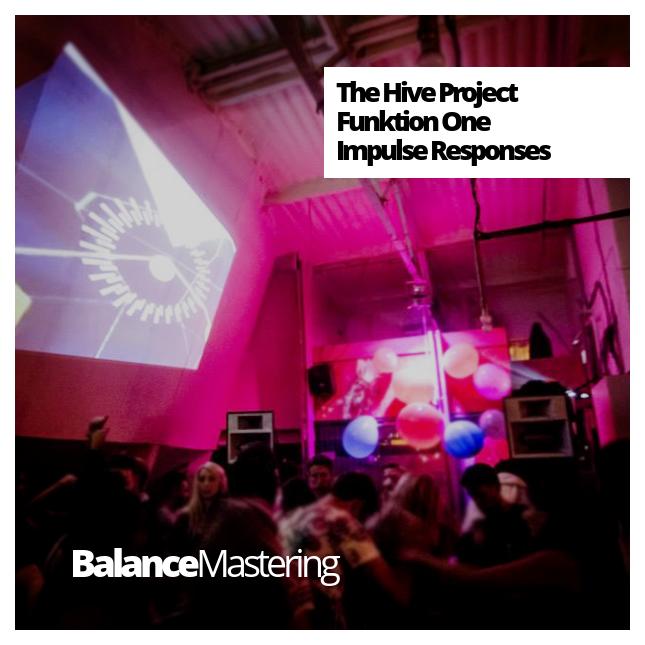 The Hive Project
Funktion One
Impulse Responses
BalanceMastering